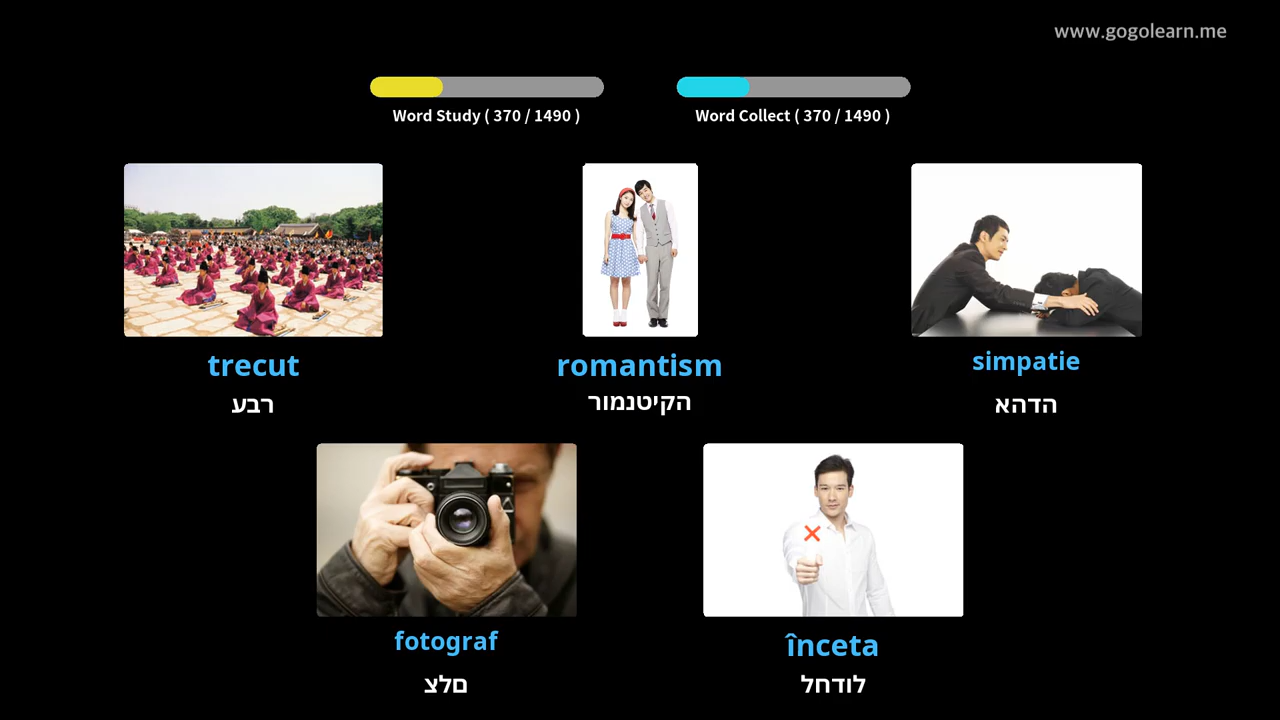 www.gogolearn.me
Word Study ( 370 / 1490 )
Word Collect ( 370 / 1490 )
trecut
רבע
romantism
הקיטנמור
simpatie
הדהא
fotograf
םלצ
înceta
לודחל